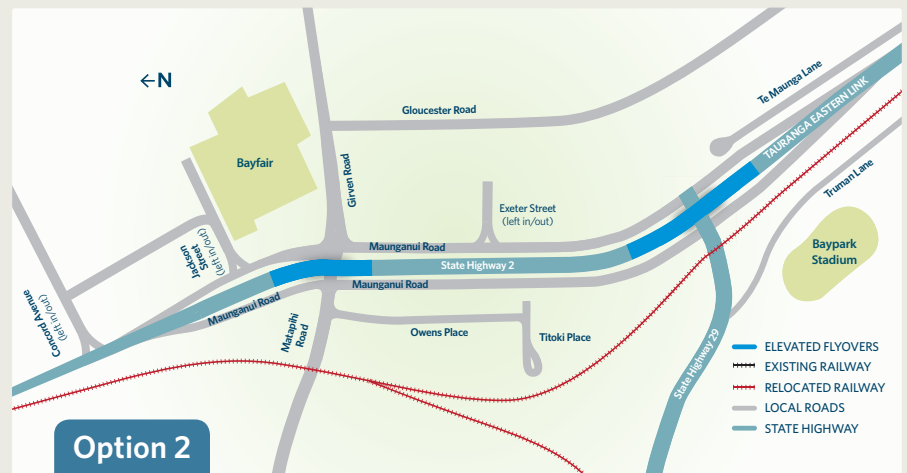 ←N
Te Maunga Lane
Gloucester Road
TAURANGA EASTERN LINK
Bayfair
Girven Road
Truman Lane
Exeter Street
(left in/out)
Jackson
Street
(left in/out)
Maunganui Road
Baypark
Stadium
State Highway 2
Maunganui Road
Maunganui Road
Concord Avenue
(left in/out)
Matapihi
Road
Owens Place
Titoki Place
State Highway 29
ELEVATED FLYOVERS
EXISTING RAILWAY
RELOCATED RAILWAY
LOCAL ROADS
STATE HIGHWAY
Option 2